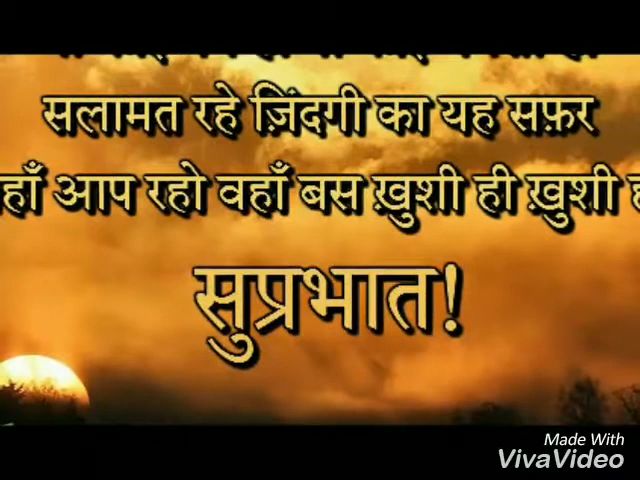 सलामत रहे ज़िंदगी का यह सफ़र
आप रहो वहाँ बस ख़ुशी ही ख़ुशी
सुप्रभात!
Made With
VivaVideo